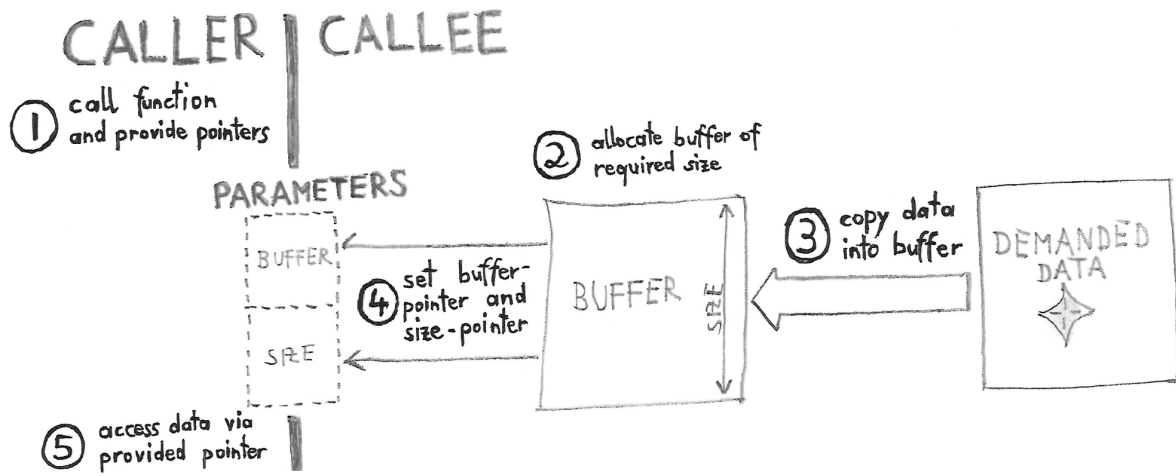 CALLER CALLEE
1 call function
and provide pointers
2 allocate buffer of
required size
PARAMETERS
BUFFER
SIZE
3 copy data
into buffer
DEMANDED
DATA
4 set buffer-
pointer and
size-pointer
BUFFER
SIZE
5 access data via
provided pointer